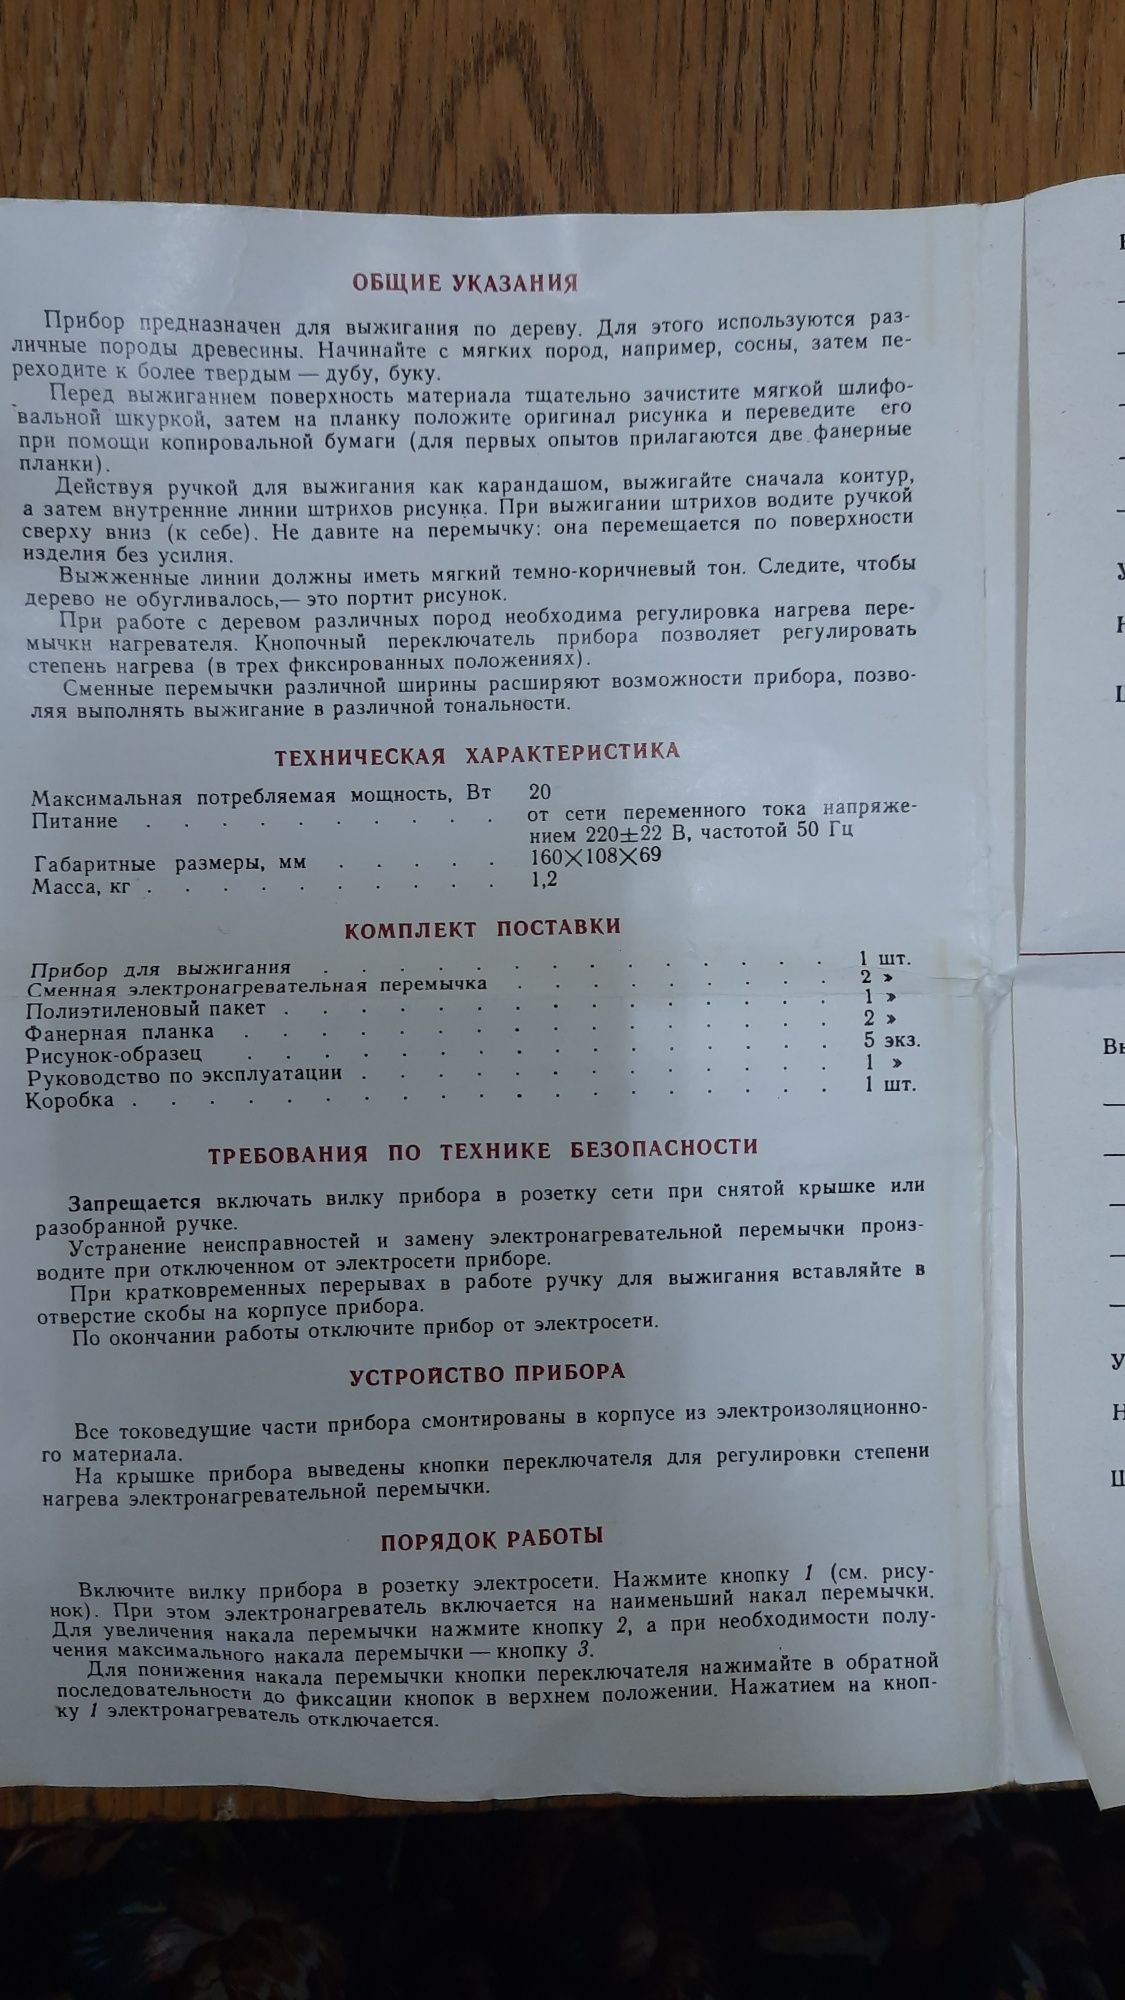 ОБЩИЕ УКАЗАНИЯ
Прибор предназначен для выжигания по дереву. Для этого используются раз-
личные породы древесины. Начинайте с мягких пород, например, сосны, затем пе-
реходите к более твердым — дубу, буку.
Перед выжиганием поверхность материала тщательно зачистите мягкой шлифо-
вальной шкуркой, затем на планку положите оригинал рисунка и переведите его
при помощи копировальной бумаги (для первых опытов прилагаются две фанерные
планки).
Действуя ручкой для выжигания как карандашом, выжигайте сначала контур,
а затем внутренние линии штрихов рисунка. При выжигании штрихов водите ручкой
сверху вниз (к себе). Не давите на перемычку: она перемещается по поверхности
изделия без усилия.
Выжженные линии должны иметь мягкий темно-коричневый тон. Следите, чтобы
дерево не обугливалось,— это портит рисунок.
При работе с деревом различных пород необходима регулировка нагрева пере-
мычки нагревателя. Кнопочный переключатель прибора позволяет регулировать
степень нагрева (в трех фиксированных положениях).
Сменные перемычки различной ширины расширяют возможности прибора, позво-
ляя выполнять выжигание в различной тональности.
ТЕХНИЧЕСКАЯ ХАРАКТЕРИСТИКА
Максимальная потребляемая мощность, Вт 20
Питание . . . . . . . . . от сети переменного тока напряже-
нием 220±22 В, частотой 50 Гц
Габаритные размеры, мм . . . . 160×108×69
Масса, кг . . . . . . . . . 1,2
КОМПЛЕКТ ПОСТАВКИ
Прибор для выжигания . . . . . . . . . . . . 1 шт.
Сменная электронагревательная перемычка . . . . . . . 2 »
Полиэтиленовый пакет . . . . . . . . . . . . . 1 »
Фанерная планка . . . . . . . . . . . . . . 2 »
Рисунок-образец . . . . . . . . . . . . . . 5 экз.
Руководство по эксплуатации . . . . . . . . . . . 1 »
Коробка . . . . . . . . . . . . . . . . . 1 шт.
ТРЕБОВАНИЯ ПО ТЕХНИКЕ БЕЗОПАСНОСТИ
Запрещается включать вилку прибора в розетку сети при снятой крышке или
разобранной ручке.
Устранение неисправностей и замену электронагревательной перемычки произ-
водите при отключенном от электросети приборе.
При кратковременных перерывах в работе ручку для выжигания вставляйте в
отверстие скобы на корпусе прибора.
По окончании работы отключите прибор от электросети.
УСТРОЙСТВО ПРИБОРА
Все токоведущие части прибора смонтированы в корпусе из электроизоляционно-
го материала.
На крышке прибора выведены кнопки переключателя для регулировки степени
нагрева электронагревательной перемычки.
ПОРЯДОК РАБОТЫ
Включите вилку прибора в розетку электросети. Нажмите кнопку 1 (см. рису-
нок). При этом электронагреватель включается на наименьший накал перемычки.
Для увеличения накала перемычки нажмите кнопку 2, а при необходимости полу-
чения максимального накала перемычки — кнопку 3.
Для понижения накала перемычки кнопки переключателя нажимайте в обратной
последовательности до фиксации кнопок в верхнем положении. Нажатием на кноп-
ку 1 электронагреватель отключается.